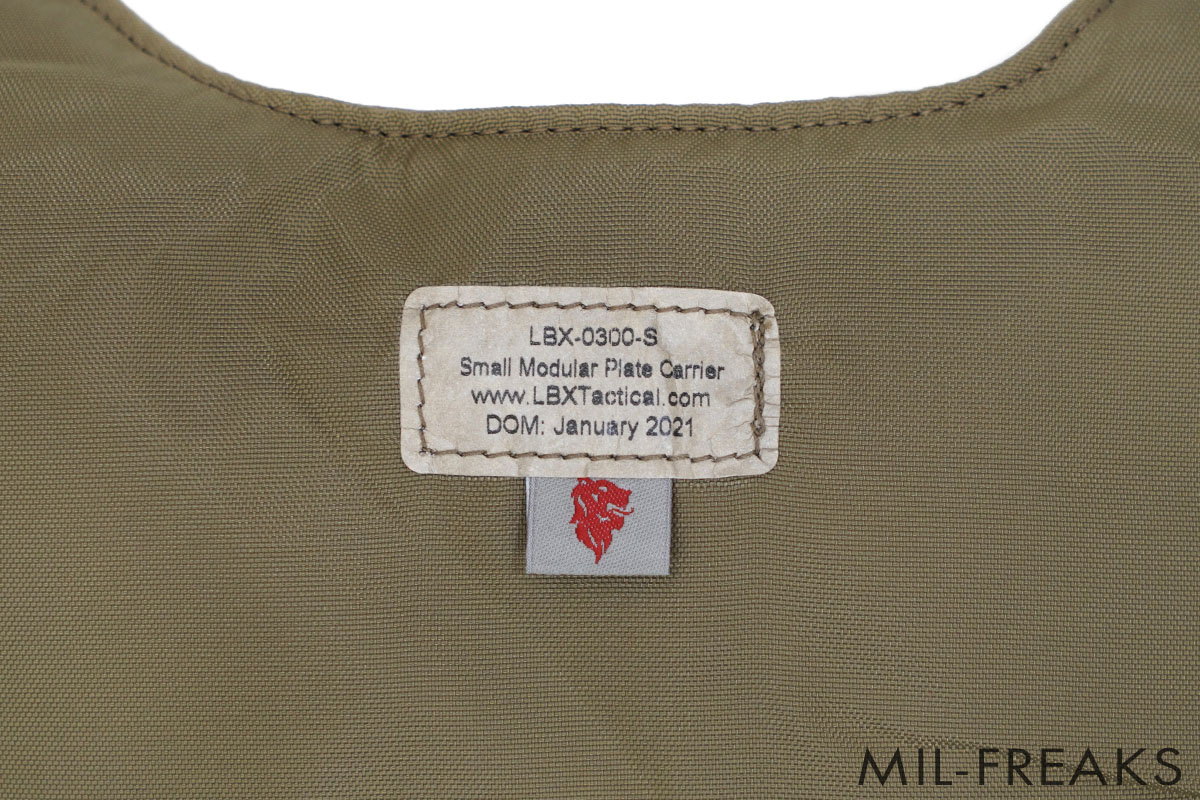 LBX-0300-S
Small Modular Plate Carrier
www.LBXTactical.com
DOM: January 2021
MIL-FREAKS